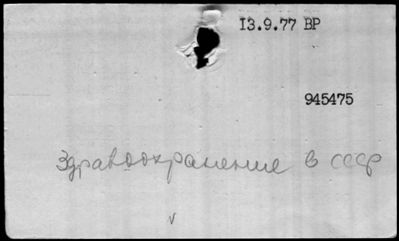 13.9.77 BP
945475
Здравоохранение в СССР
v